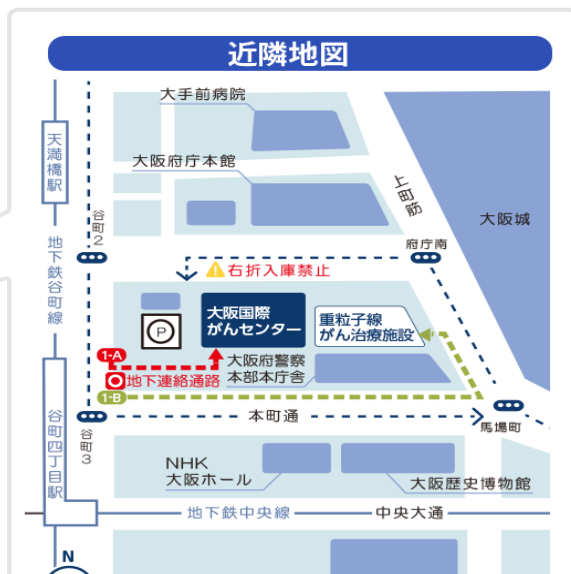 近隣地図
大手前病院
天満橋駅
大阪府庁本館
上町筋
大阪城
谷町2
府庁南
地下鉄谷町線
右折入庫禁止
大阪国際
がんセンター
重粒子線
がん治療施設
P
1-A
大阪府警察
本部本庁舎
地下連絡通路
1-B
本町通
馬場町
谷町四丁目駅
谷町3
NHK
大阪ホール
大阪歴史博物館
地下鉄中央線
中央大通
N